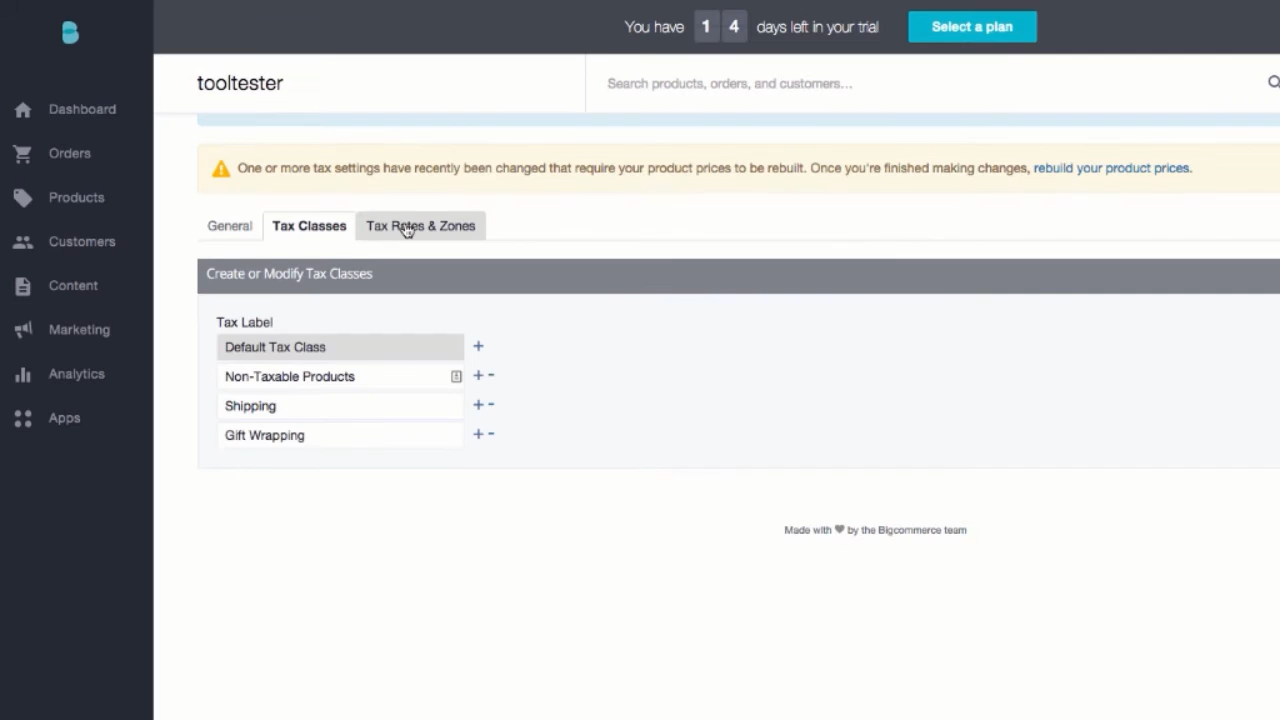 You have 1 4 days left in your trial
Select a plan
tooltester
Search products, orders, and customers...
Dashboard
Orders
Products
Customers
Content
Marketing
Analytics
Apps
One or more tax settings have recently been changed that require your product prices to be rebuilt. Once you're finished making changes, rebuild your product prices.
General
Tax Classes
Tax Rates & Zones
Create or Modify Tax Classes
Tax Label
Default Tax Class +
Non-Taxable Products + -
Shipping + -
Gift Wrapping + -
Made with ♥ by the Bigcommerce team